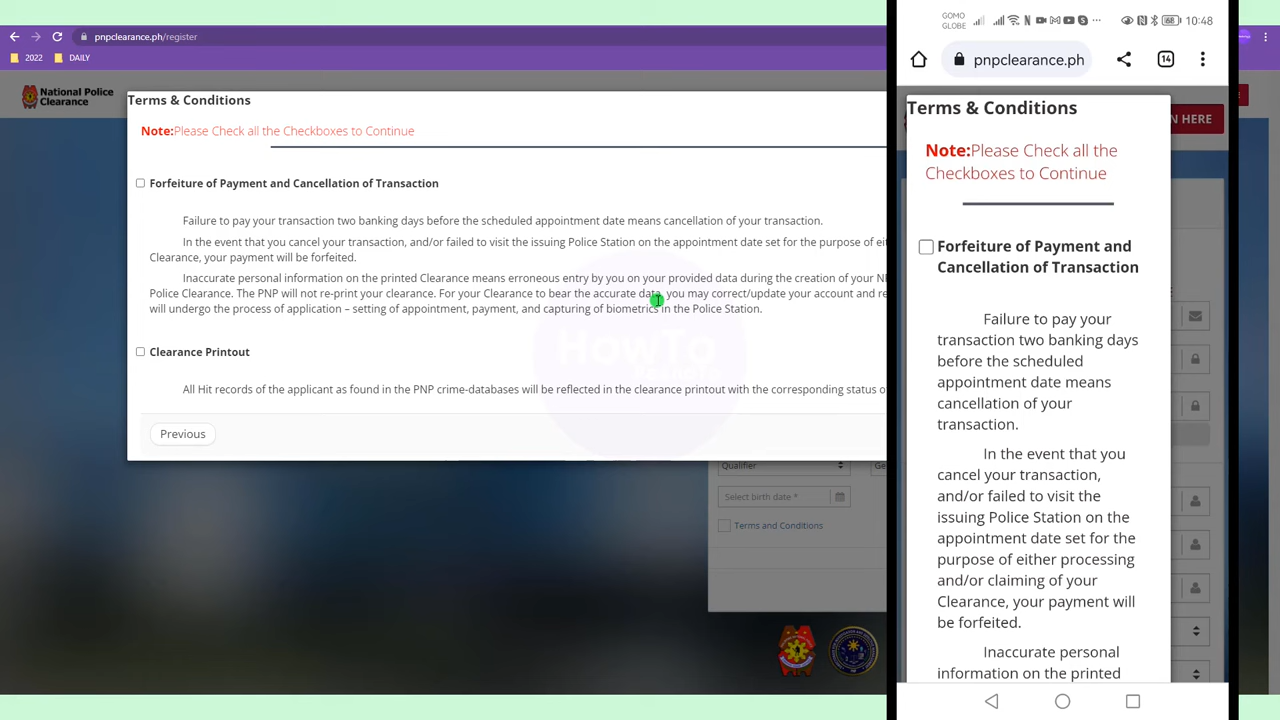 pnpclearance.ph/register
2022
DAILY
National Police
Clearance
Terms & Conditions
Note:Please Check all the Checkboxes to Continue
Forfeiture of Payment and Cancellation of Transaction
Failure to pay your transaction two banking days before the scheduled appointment date means cancellation of your transaction.
In the event that you cancel your transaction, and/or failed to visit the issuing Police Station on the appointment date set for the purpose of
Clearance, your payment will be forfeited.
Inaccurate personal information on the printed Clearance means erroneous entry by you on your provided data during the creation of your
Police Clearance. The PNP will not re-print your clearance. For your Clearance to bear the accurate data, you may correct/update your account and
will undergo the process of application – setting of appointment, payment, and capturing of biometrics in the Police Station.
HowTo
Clearance Printout
All Hit records of the applicant as found in the PNP crime-databases will be reflected in the clearance printout with the corresponding status
Previous
Qualifier
Select birth date *
Terms and Conditions
GOMO
GLOBE
68
10:48
pnpclearance.ph
14
Terms & Conditions
N HERE
Note:Please Check all the
Checkboxes to Continue
Forfeiture of Payment and
Cancellation of Transaction
Failure to pay your
transaction two banking days
before the scheduled
appointment date means
cancellation of your
transaction.
In the event that you
cancel your transaction,
and/or failed to visit the
issuing Police Station on the
appointment date set for the
purpose of either processing
and/or claiming of your
Clearance, your payment will
be forfeited.
Inaccurate personal
information on the printed